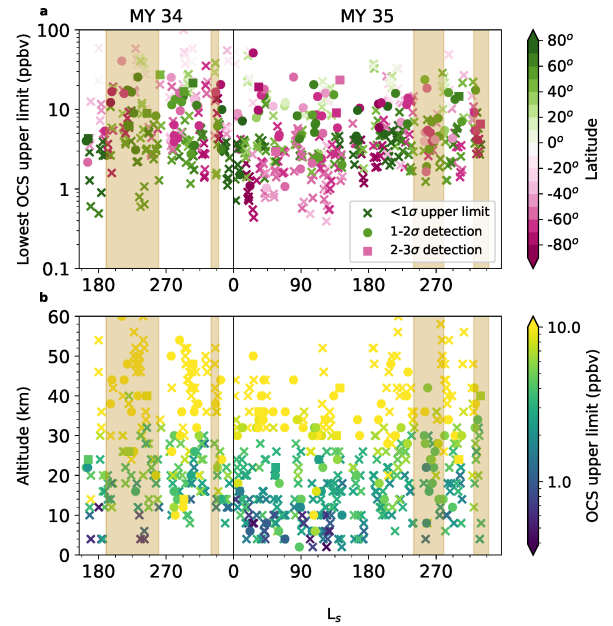 a
MY 34
MY 35
Lowest OCS upper limit (ppbv)
100
10
1
0.1
180
270
0
90
180
270
<1σ upper limit
1-2σ detection
2-3σ detection
80°
60°
40°
20°
0°
-20°
-40°
-60°
-80°
Latitude
b
Altitude (km)
60
50
40
30
20
10
0
180
270
0
90
180
270
Ls
10.0
1.0
OCS upper limit (ppbv)